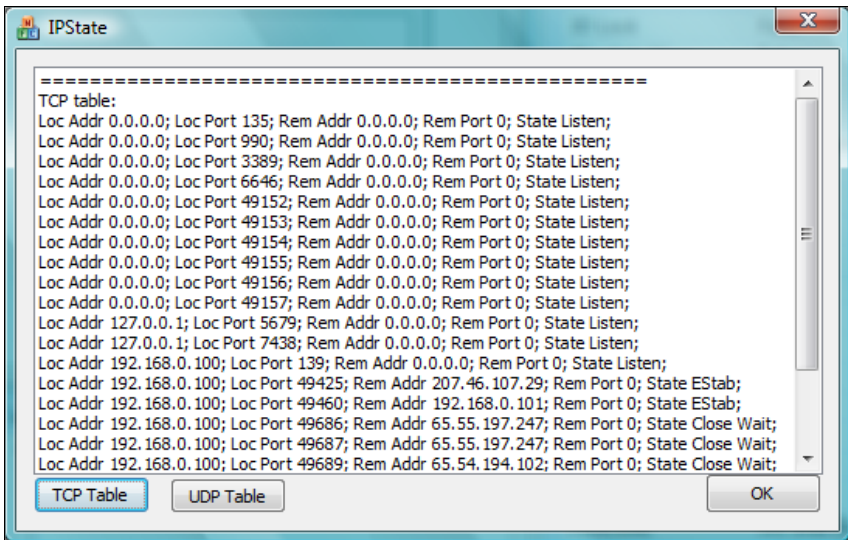 IPState
==================================================
TCP table:
Loc Addr 0.0.0.0; Loc Port 135; Rem Addr 0.0.0.0; Rem Port 0; State Listen;
Loc Addr 0.0.0.0; Loc Port 990; Rem Addr 0.0.0.0; Rem Port 0; State Listen;
Loc Addr 0.0.0.0; Loc Port 3389; Rem Addr 0.0.0.0; Rem Port 0; State Listen;
Loc Addr 0.0.0.0; Loc Port 6646; Rem Addr 0.0.0.0; Rem Port 0; State Listen;
Loc Addr 0.0.0.0; Loc Port 49152; Rem Addr 0.0.0.0; Rem Port 0; State Listen;
Loc Addr 0.0.0.0; Loc Port 49153; Rem Addr 0.0.0.0; Rem Port 0; State Listen;
Loc Addr 0.0.0.0; Loc Port 49154; Rem Addr 0.0.0.0; Rem Port 0; State Listen;
Loc Addr 0.0.0.0; Loc Port 49155; Rem Addr 0.0.0.0; Rem Port 0; State Listen;
Loc Addr 0.0.0.0; Loc Port 49156; Rem Addr 0.0.0.0; Rem Port 0; State Listen;
Loc Addr 0.0.0.0; Loc Port 49157; Rem Addr 0.0.0.0; Rem Port 0; State Listen;
Loc Addr 127.0.0.1; Loc Port 5679; Rem Addr 0.0.0.0; Rem Port 0; State Listen;
Loc Addr 127.0.0.1; Loc Port 7438; Rem Addr 0.0.0.0; Rem Port 0; State Listen;
Loc Addr 192.168.0.100; Loc Port 139; Rem Addr 0.0.0.0; Rem Port 0; State Listen;
Loc Addr 192.168.0.100; Loc Port 49425; Rem Addr 207.46.107.29; Rem Port 0; State EStab;
Loc Addr 192.168.0.100; Loc Port 49460; Rem Addr 192.168.0.101; Rem Port 0; State EStab;
Loc Addr 192.168.0.100; Loc Port 49686; Rem Addr 65.55.197.247; Rem Port 0; State Close Wait;
Loc Addr 192.168.0.100; Loc Port 49687; Rem Addr 65.55.197.247; Rem Port 0; State Close Wait;
Loc Addr 192.168.0.100; Loc Port 49689; Rem Addr 65.54.194.102; Rem Port 0; State Close Wait;
TCP Table UDP Table OK